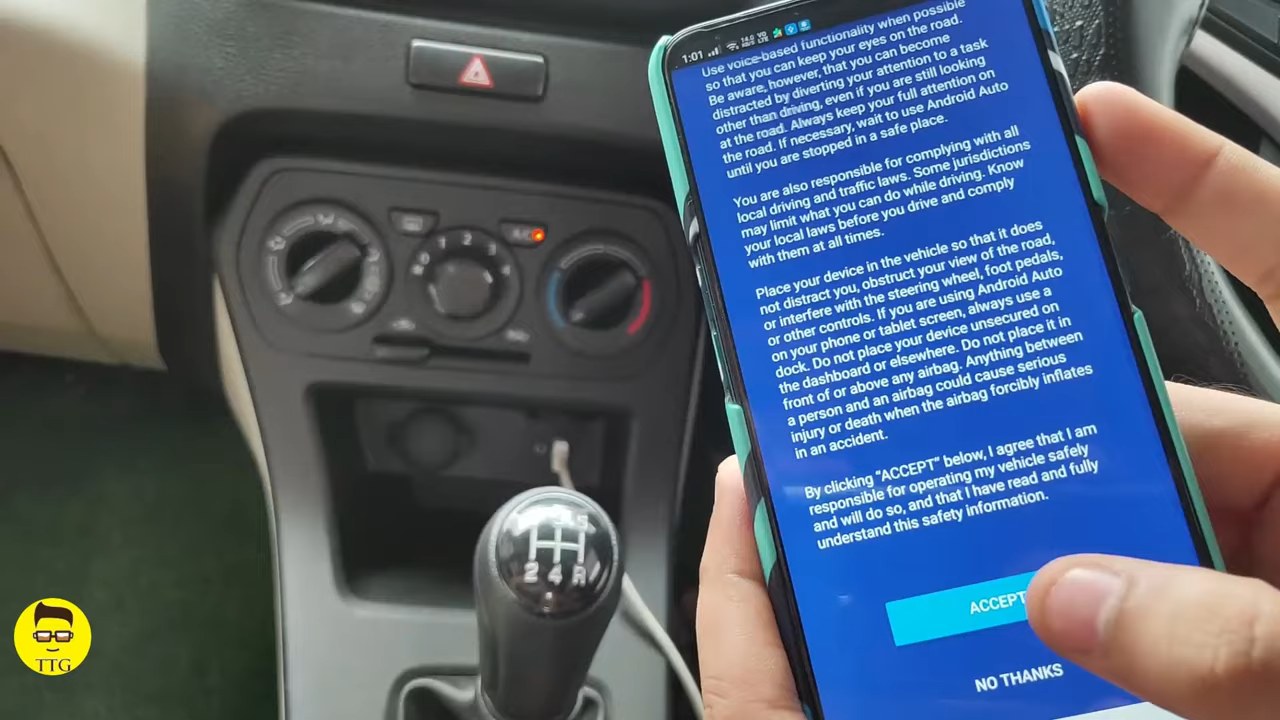 1:01
Use voice-based functionality when possible
so that you can keep your eyes on the road.
Be aware, however, that you can become
distracted by diverting your attention to a task
other than driving, even if you are still looking
at the road. Always keep your full attention on
the road. If necessary, wait to use Android Auto
until you are stopped in a safe place.
You are also responsible for complying with all
local driving and traffic laws. Some jurisdictions
may limit what you can do while driving. Know
your local laws before you drive and comply
with them at all times.
Place your device in the vehicle so that it does
not distract you, obstruct your view of the road,
or interfere with the steering wheel, foot pedals,
or other controls. If you are using Android Auto
on your phone or tablet screen, always use a
dock. Do not place your device unsecured on
the dashboard or elsewhere. Do not place it in
front of or above any airbag. Anything between
a person and an airbag could cause serious
injury or death when the airbag forcibly inflates
in an accident.
By clicking "ACCEPT" below, I agree that I am
responsible for operating my vehicle safely
and will do so, and that I have read and fully
understand this safety information.
ACCEPT
NO THANKS
0 1 2 3 4
2 4 R
TTG